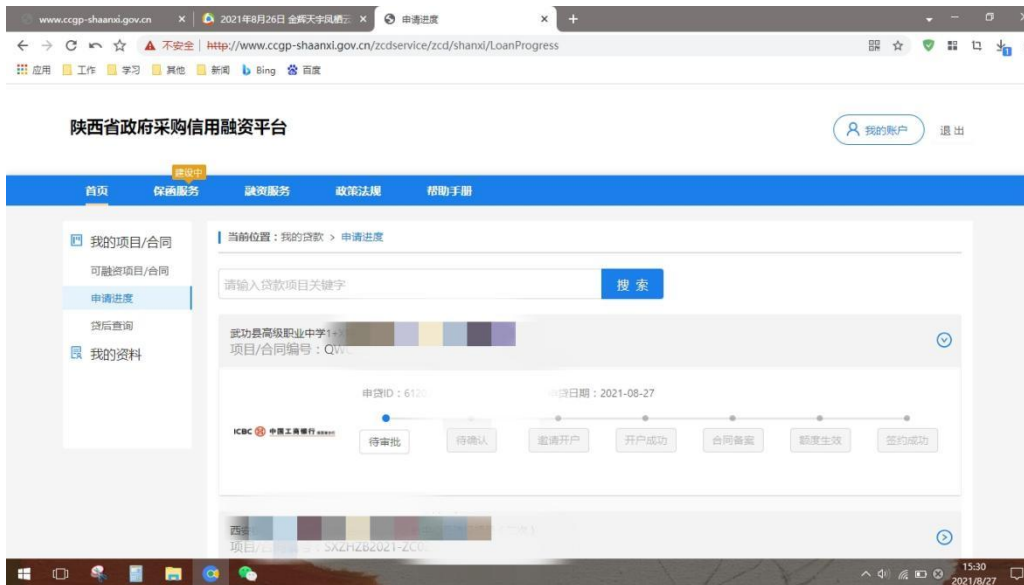 www.ccgp-shaanxi.gov.cn
2021年8月26日 金辉天字凤栖云
申请进度
不安全 | http://www.ccgp-shaanxi.gov.cn/zcdservice/zcd/shanxi/LoanProgress
应用 工作 学习 其他 新闻 Bing 百度
陕西省政府采购信用融资平台
我的账户 退出
建设中
首页 保函服务 融资服务 政策法规 帮助手册
我的项目/合同
可融资项目/合同
申请进度
贷后查询
我的资料
当前位置：我的贷款 > 申请进度
请输入贷款项目关键字
搜索
武功县高级职业中学1+
项目/合同编号：QW
申贷ID：612 贷日期：2021-08-27
ICBC 中国工商银行
待审批 待确认 邀请开户 开户成功 合同备案 额度生效 签约成功
西安
项目/ SXZHZB2021-ZC
15:30
2021/8/27